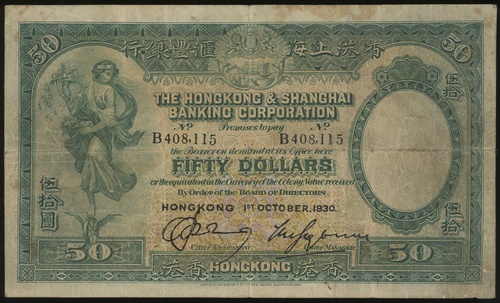 50
行銀豐滙 海上港香
50
THE HONGKONG & SHANGHAI
BANKING CORPORATION
No Promises to pay No
B408,115 B408,115
the Bearer on demand at its Office here
FIFTY DOLLARS
or the equivalent in the Currency of the Colony, Value received
By Order of the BOARD OF DIRECTORS.
HONGKONG 1ST OCTOBER, 1930.
伍拾圓
伍拾圓
CHIEF ACCOUNTANT CHIEF MANAGER
50
港 HONGKONG 香
50